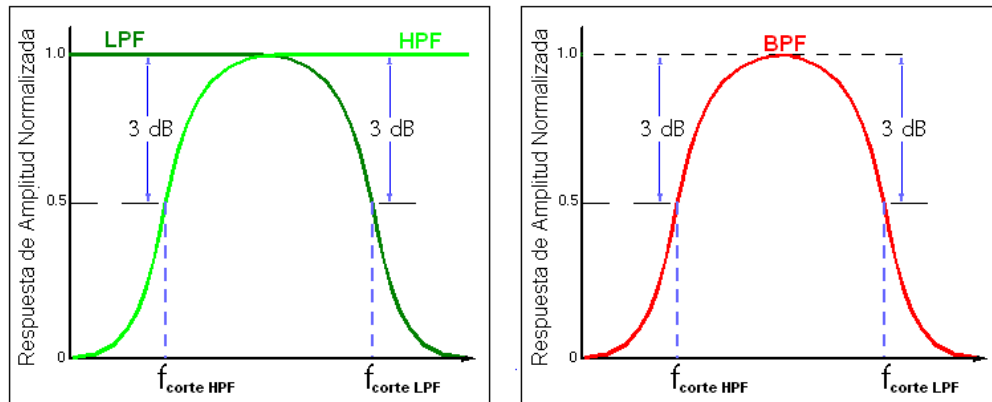 LPF
HPF
1.0
3 dB
3 dB
0.5
0
Respuesta de Amplitud Normalizada
fcorte HPF
fcorte LPF
BPF
1.0
3 dB
3 dB
0.5
0
Respuesta de Amplitud Normalizada
fcorte HPF
fcorte LPF